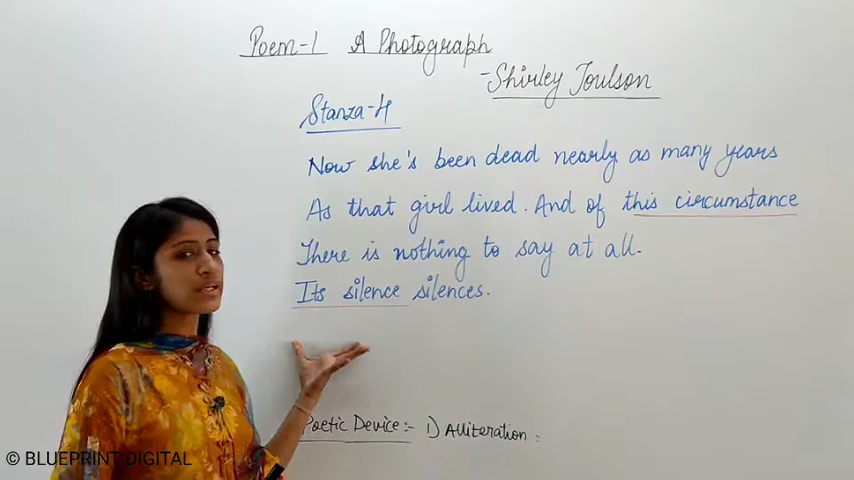 Poem-1 A Photograph
-Shirley Toulson
Stanza-4
Now she's been dead nearly as many years
As that girl lived. And of this circumstance
There is nothing to say at all.
Its silence silences.
Poetic Device:- 1) Alliteration:
© BLUEPRINT DIGITAL